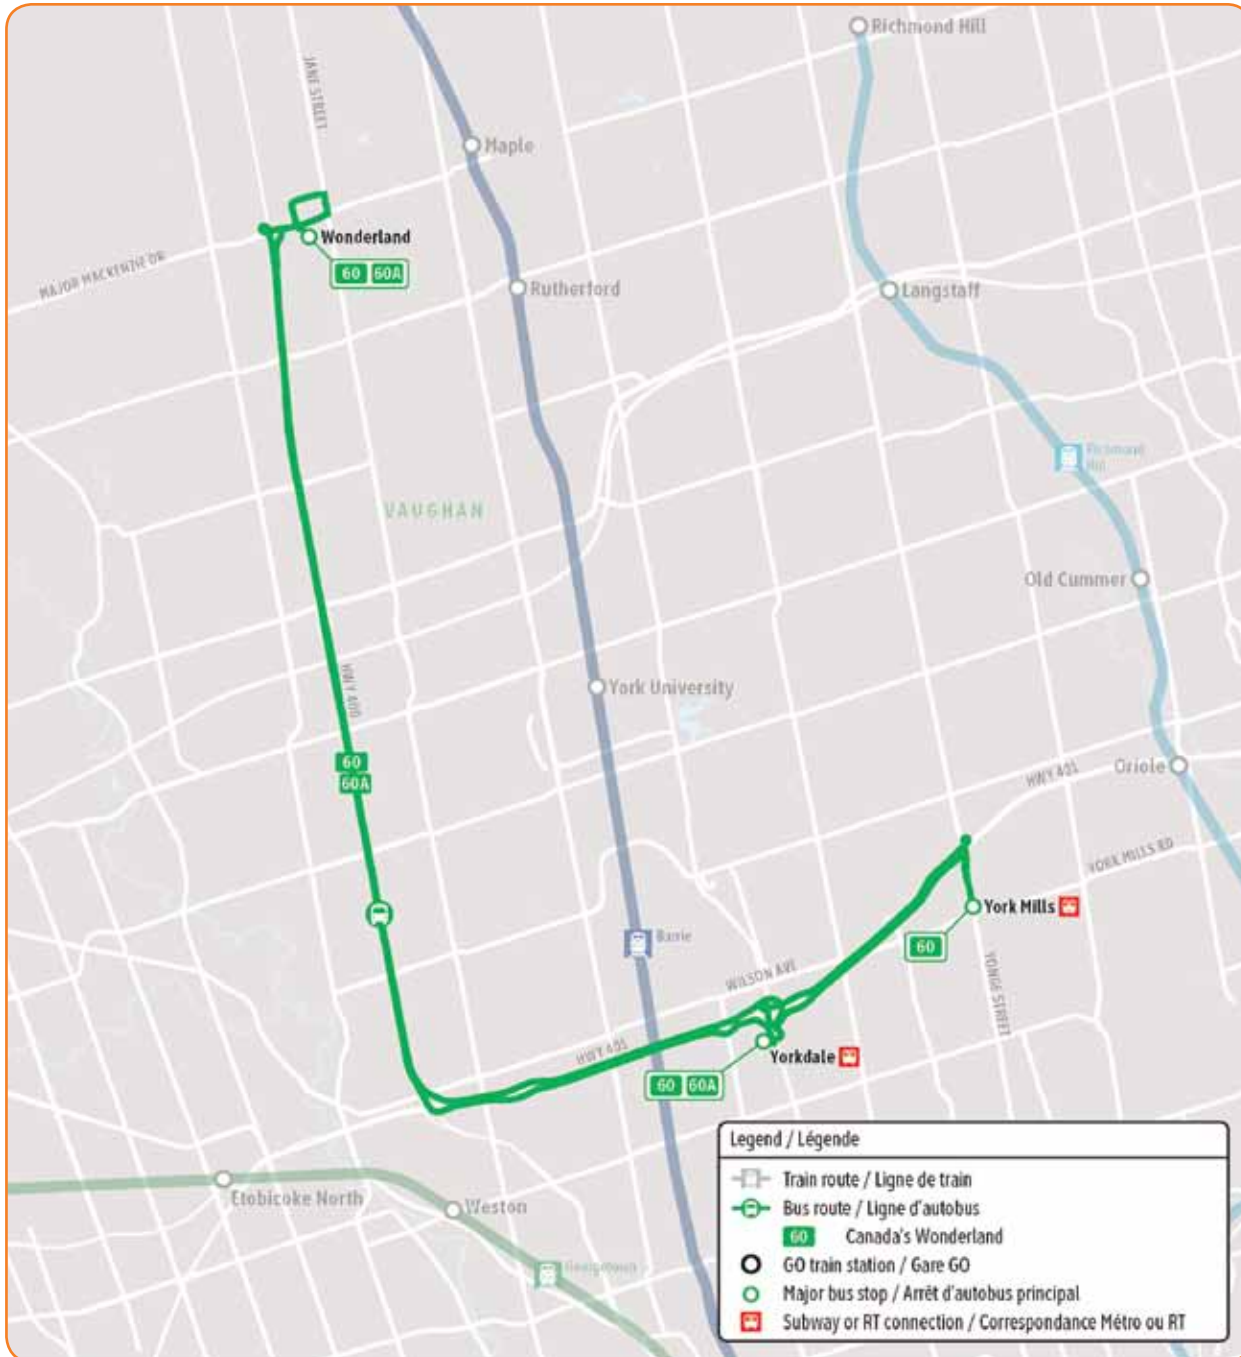 Richmond Hill
JANE STREET
Maple
Wonderland
60 60A
MAJOR MACKENZIE DR
Rutherford
Langstaff
Richmond
Hill
VAUGHAN
Old Cummer
HWY 400
York University
60
60A
Oriole
HWY 401
YORK MILLS RD
York Mills
60
Barrie
WILSON AVE
YONGE STREET
HWY 401
Yorkdale
60 60A
Etobicoke North
Weston
Georgetown
Legend / Légende
Train route / Ligne de train
Bus route / Ligne d'autobus
60 Canada's Wonderland
GO train station / Gare GO
Major bus stop / Arrêt d'autobus principal
Subway or RT connection / Correspondance Métro ou RT